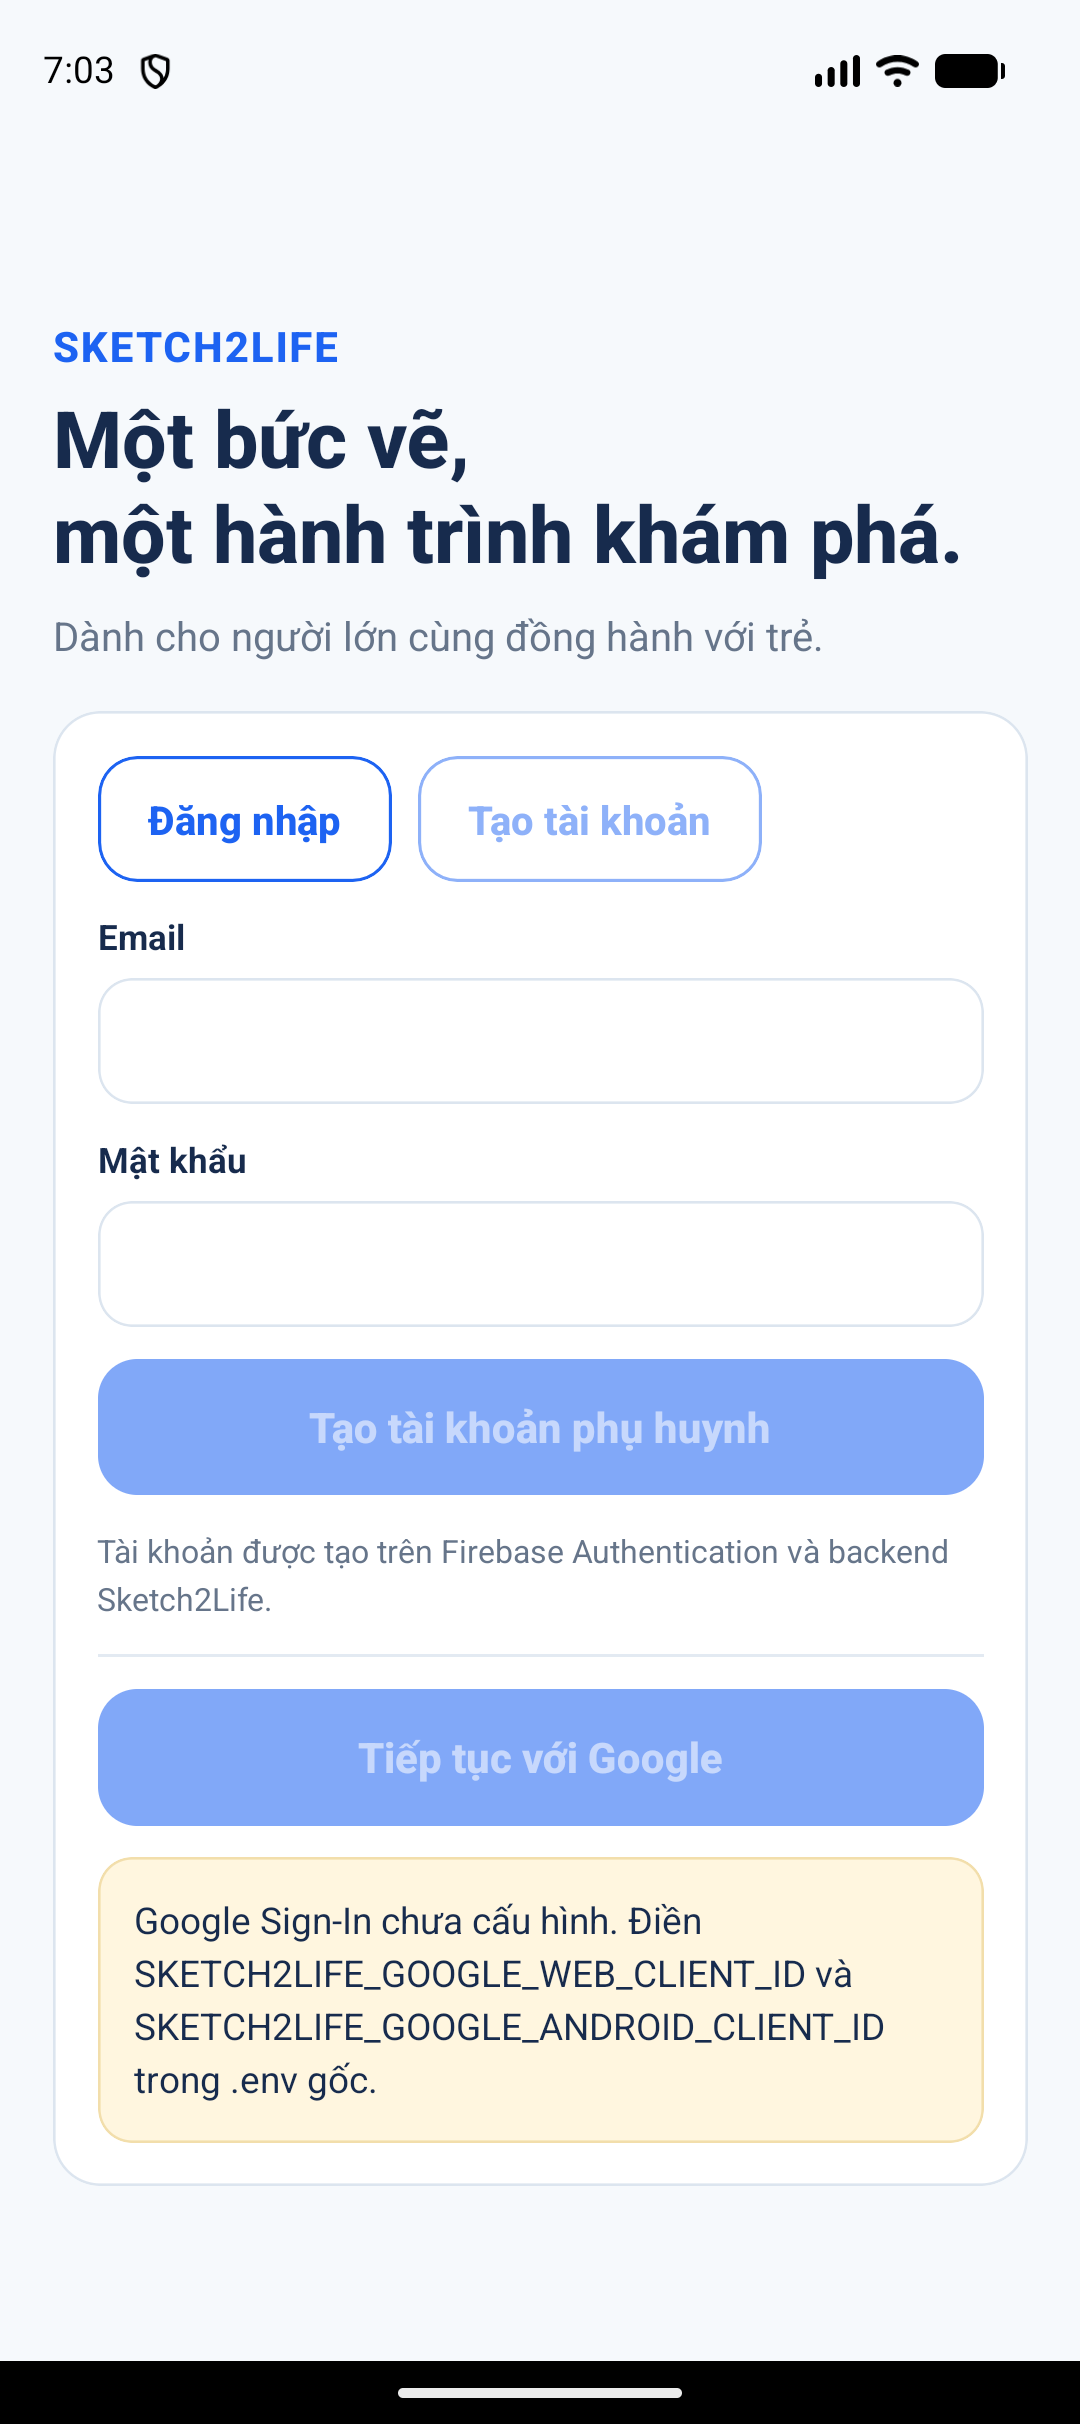 7:03
SKETCH2LIFE
Một bức vẽ,
một hành trình khám phá.
Dành cho người lớn cùng đồng hành với trẻ.
Đăng nhập
Tạo tài khoản
Email
Mật khẩu
Tạo tài khoản phụ huynh
Tài khoản được tạo trên Firebase Authentication và backend
Sketch2Life.
Tiếp tục với Google
Google Sign-In chưa cấu hình. Điền
SKETCH2LIFE_GOOGLE_WEB_CLIENT_ID và
SKETCH2LIFE_GOOGLE_ANDROID_CLIENT_ID
trong .env gốc.